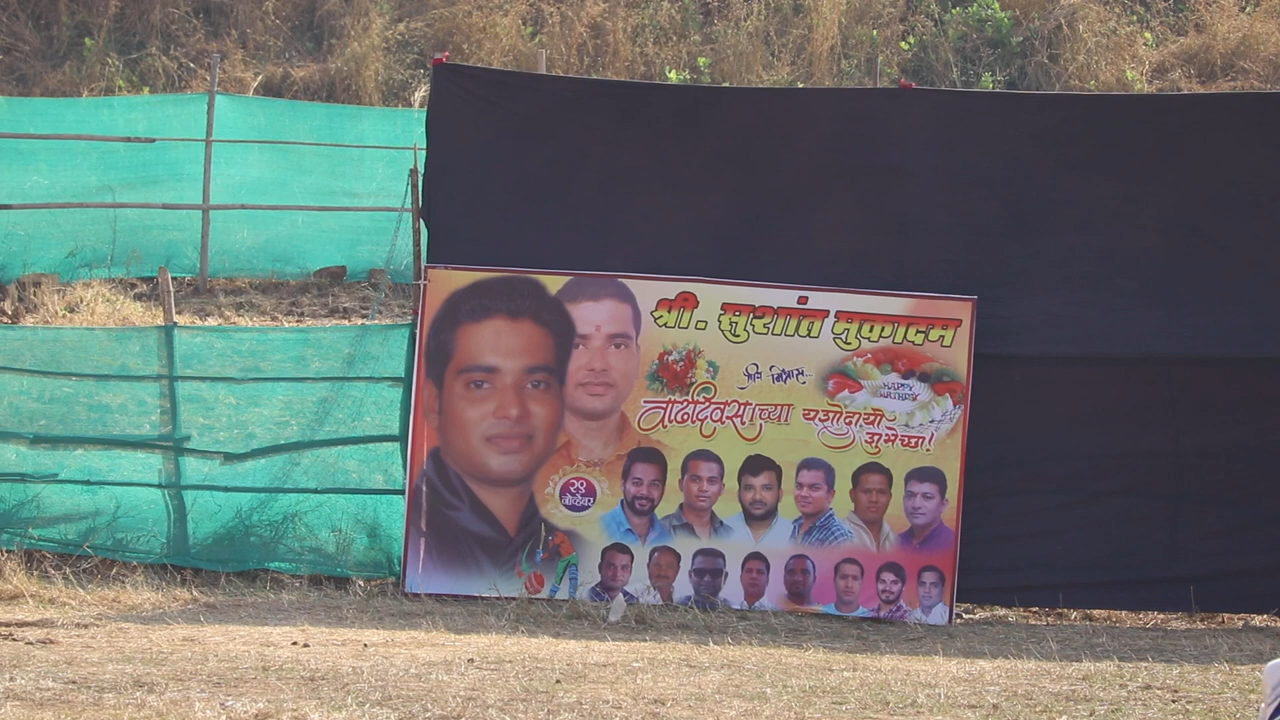 श्री. सुशांत मुकादम
वाढदिवसाच्या यशोदायी
शुभेच्छा!
HAPPY
BIRTHDAY
२९
नोव्हेंबर